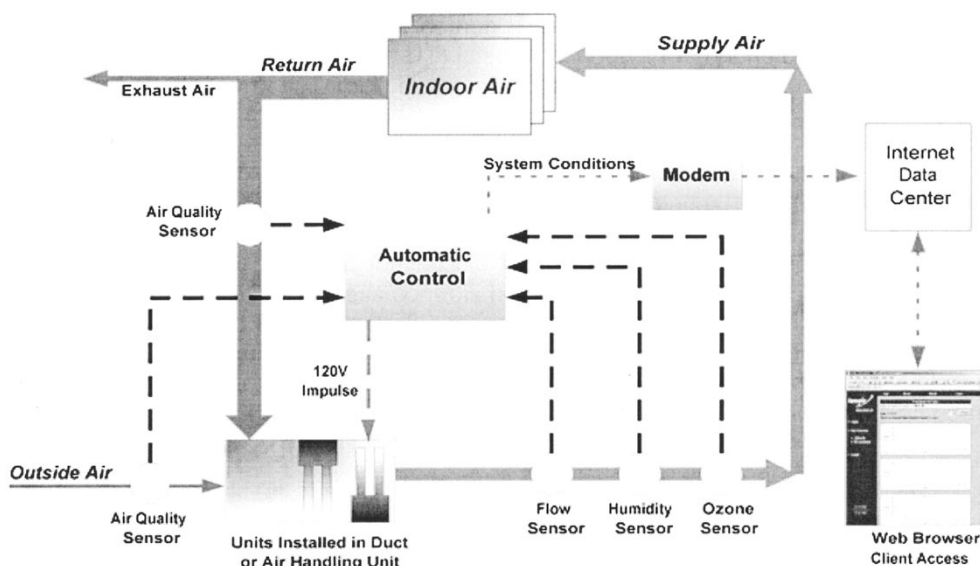 Supply Air
Return Air
Indoor Air
Exhaust Air
System Conditions
Modem
Internet
Data
Center
Air Quality
Sensor
Automatic
Control
120V
Impulse
Outside Air
Air Quality
Sensor
Flow
Sensor
Humidity
Sensor
Ozone
Sensor
Units Installed in Duct
or Air Handling Unit
Web Browser
Client Access